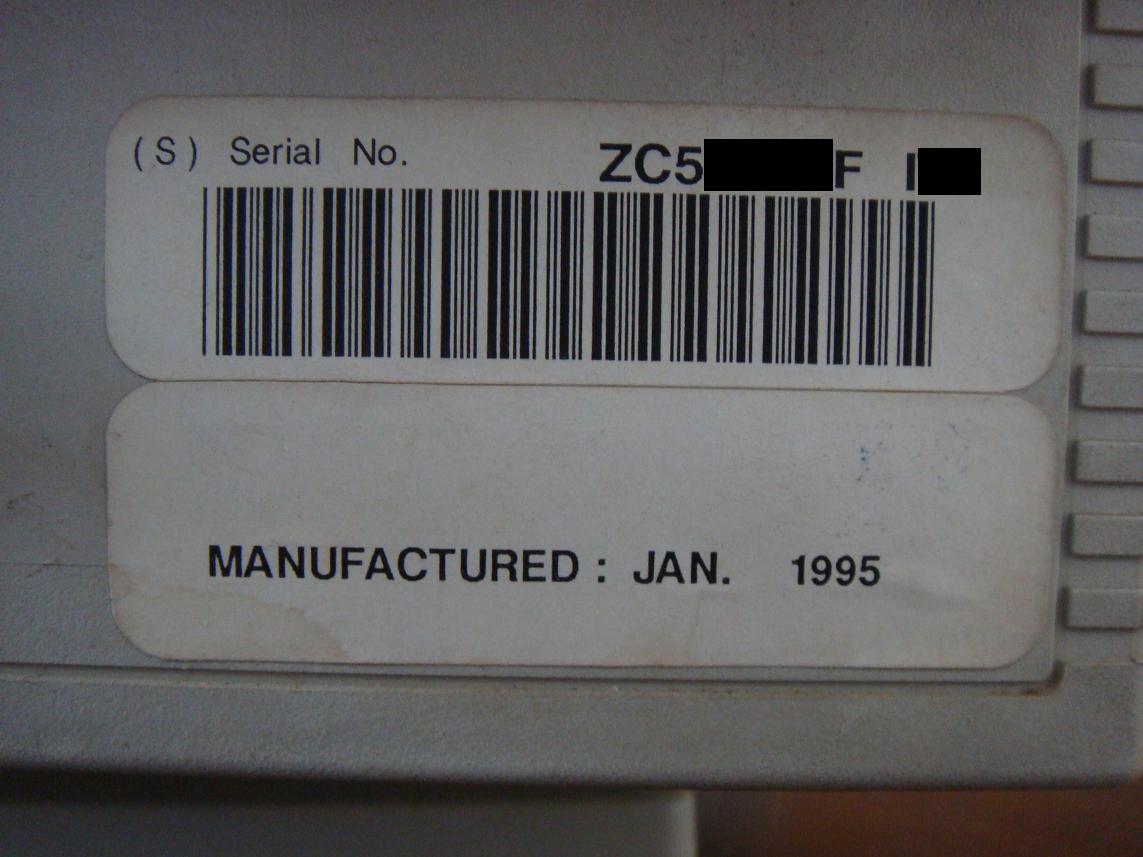 (S) Serial No. ZC5 F
MANUFACTURED : JAN. 1995